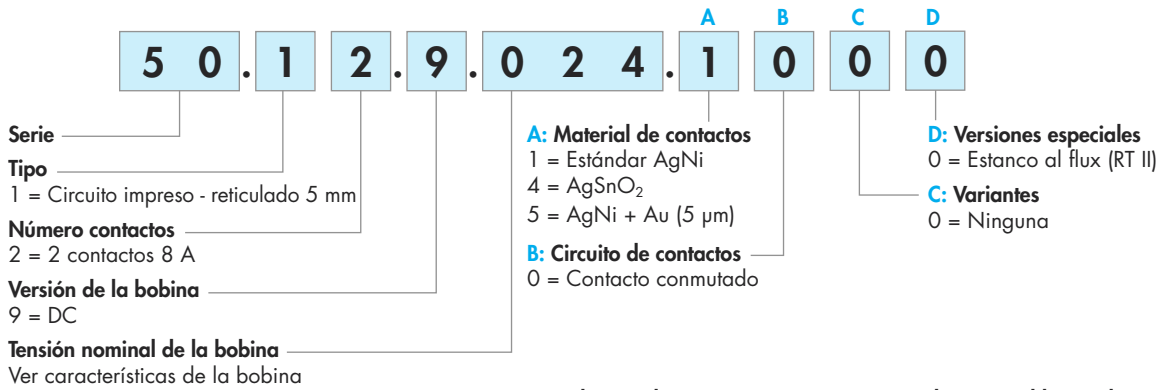 A B C D
5 0 . 1 2 . 9 . 0 2 4 . 1 0 0 0
Serie
Tipo
1 = Circuito impreso - reticulado 5 mm
Número contactos
2 = 2 contactos 8 A
Versión de la bobina
9 = DC
Tensión nominal de la bobina
Ver características de la bobina
A: Material de contactos
1 = Estándar AgNi
4 = AgSnO₂
5 = AgNi + Au (5 µm)
B: Circuito de contactos
0 = Contacto conmutado
D: Versiones especiales
0 = Estanco al flux (RT II)
C: Variantes
0 = Ninguna